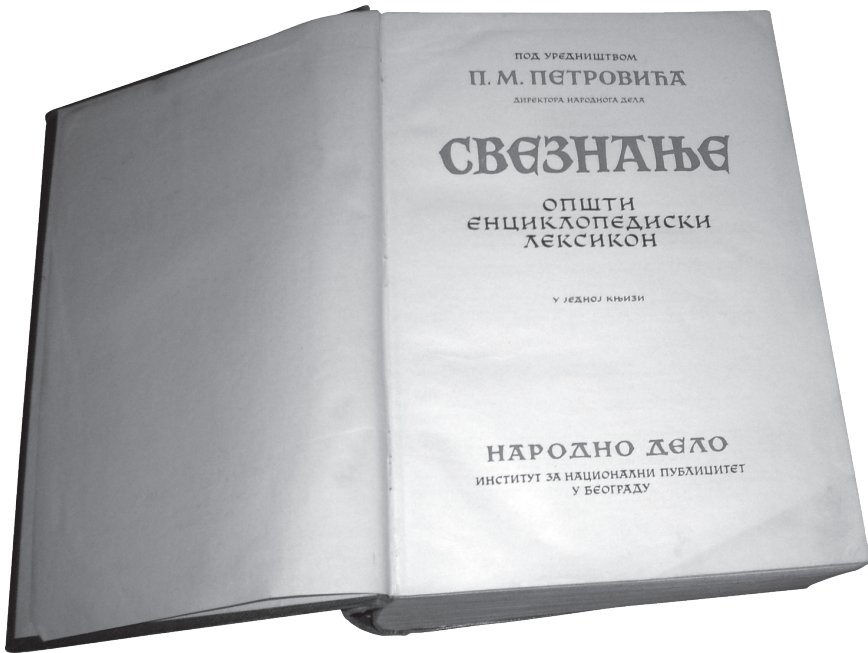 ПОД УРЕДНИШТВОМ
П. М. ПЕТРОВИЋА
ДИРЕКТОРА НАРОДНОГА ДЕЛА
СВЕЗНАЊЕ
ОПШТИ
ЕНЦИКЛОПЕДИСКИ
ЛЕКСИКОН
У ЈЕДНОЈ КЊИЗИ
НАРОДНО ДЕЛО
ИНСТИТУТ ЗА НАЦИОНАЛНИ ПУБЛИЦИТЕТ
У БЕОГРАДУ